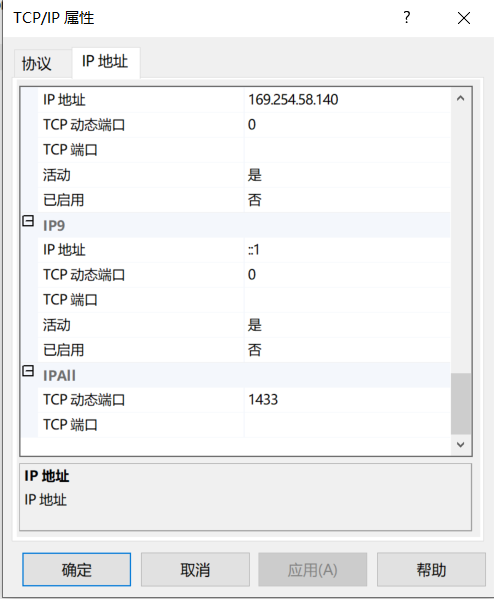 TCP/IP 属性
协议 IP 地址
IP 地址 169.254.58.140
TCP 动态端口 0
TCP 端口
活动 是
已启用 否
IP9
IP 地址 ::1
TCP 动态端口 0
TCP 端口
活动 是
已启用 否
IPAll
TCP 动态端口 1433
TCP 端口
IP 地址
IP 地址
确定 取消 应用(A) 帮助